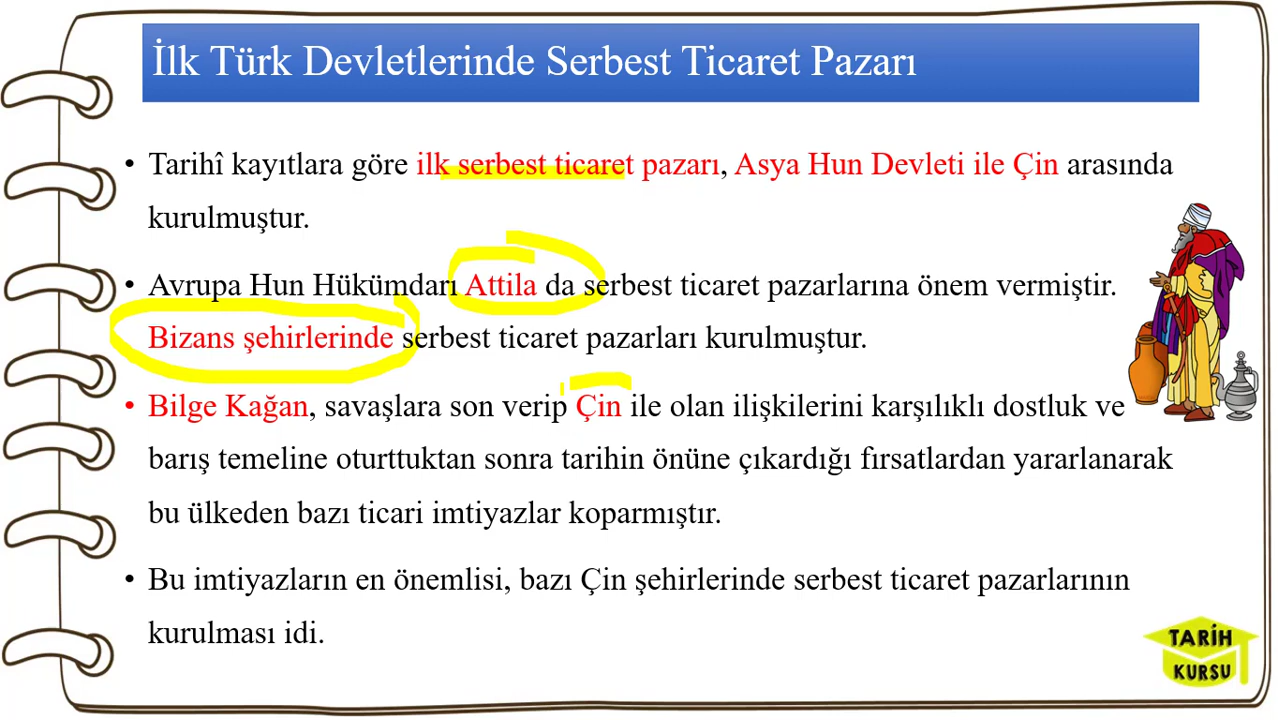 İlk Türk Devletlerinde Serbest Ticaret Pazarı
• Tarihî kayıtlara göre ilk serbest ticaret pazarı, Asya Hun Devleti ile Çin arasında
kurulmuştur.
• Avrupa Hun Hükümdarı Attila da serbest ticaret pazarlarına önem vermiştir.
Bizans şehirlerinde serbest ticaret pazarları kurulmuştur.
• Bilge Kağan, savaşlara son verip Çin ile olan ilişkilerini karşılıklı dostluk ve
barış temeline oturttuktan sonra tarihin önüne çıkardığı fırsatlardan yararlanarak
bu ülkeden bazı ticari imtiyazlar koparmıştır.
• Bu imtiyazların en önemlisi, bazı Çin şehirlerinde serbest ticaret pazarlarının
kurulması idi.
TARİH
KURSU